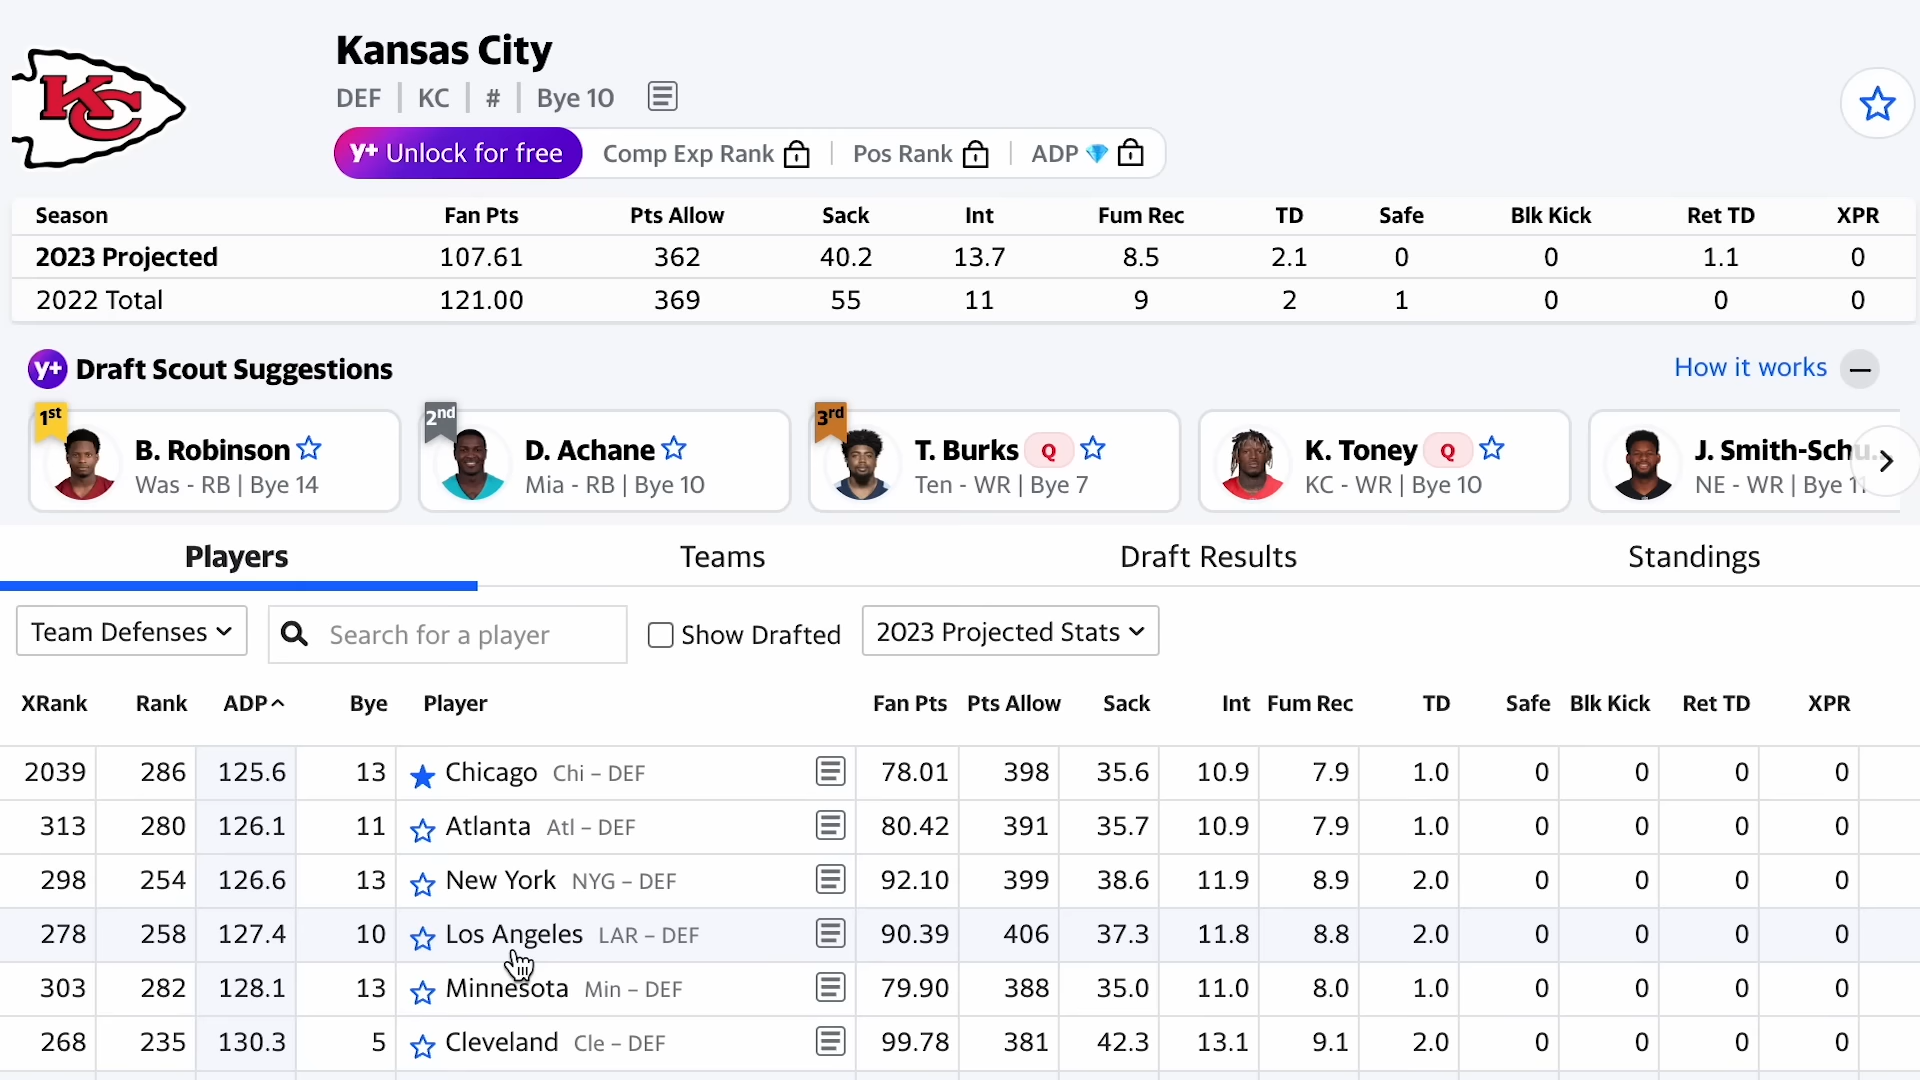 Kansas City
KC
DEF | KC | # | Bye 10
y+ Unlock for free Comp Exp Rank | Pos Rank | ADP
Season Fan Pts Pts Allow Sack Int Fum Rec TD Safe Blk Kick Ret TD XPR
2023 Projected 107.61 362 40.2 13.7 8.5 2.1 0 0 1.1 0
2022 Total 121.00 369 55 11 9 2 1 0 0 0
y+ Draft Scout Suggestions How it works
1st 2nd 3rd
B. Robinson D. Achane T. Burks Q K. Toney Q J. Smith-Schu...
Was - RB | Bye 14 Mia - RB | Bye 10 Ten - WR | Bye 7 KC - WR | Bye 10 NE - WR | Bye 11
Players Teams Draft Results Standings
Team Defenses Search for a player Show Drafted 2023 Projected Stats
XRank Rank ADP Bye Player Fan Pts Pts Allow Sack Int Fum Rec TD Safe Blk Kick Ret TD XPR
2039 286 125.6 13 Chicago Chi – DEF 78.01 398 35.6 10.9 7.9 1.0 0 0 0 0
313 280 126.1 11 Atlanta Atl – DEF 80.42 391 35.7 10.9 7.9 1.0 0 0 0 0
298 254 126.6 13 New York NYG – DEF 92.10 399 38.6 11.9 8.9 2.0 0 0 0 0
278 258 127.4 10 Los Angeles LAR – DEF 90.39 406 37.3 11.8 8.8 2.0 0 0 0 0
303 282 128.1 13 Minnesota Min – DEF 79.90 388 35.0 11.0 8.0 1.0 0 0 0 0
268 235 130.3 5 Cleveland Cle – DEF 99.78 381 42.3 13.1 9.1 2.0 0 0 0 0